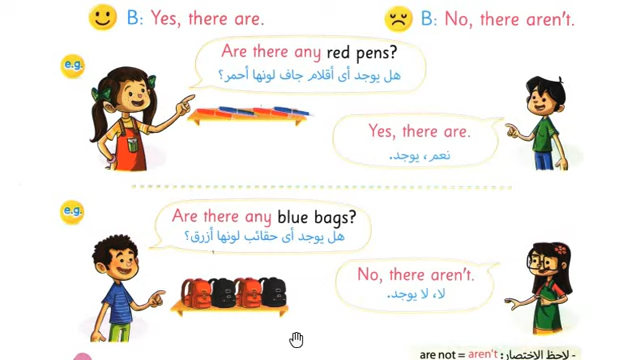 B: Yes, there are.
B: No, there aren't.
e.g.
Are there any red pens?
هل يوجد أى أقلام جاف لونها أحمر؟
Yes, there are.
نعم، يوجد.
e.g.
Are there any blue bags?
هل يوجد أى حقائب لونها أزرق؟
No, there aren't.
لا، لا يوجد.
- لاحظ الاختصار: are not = aren't